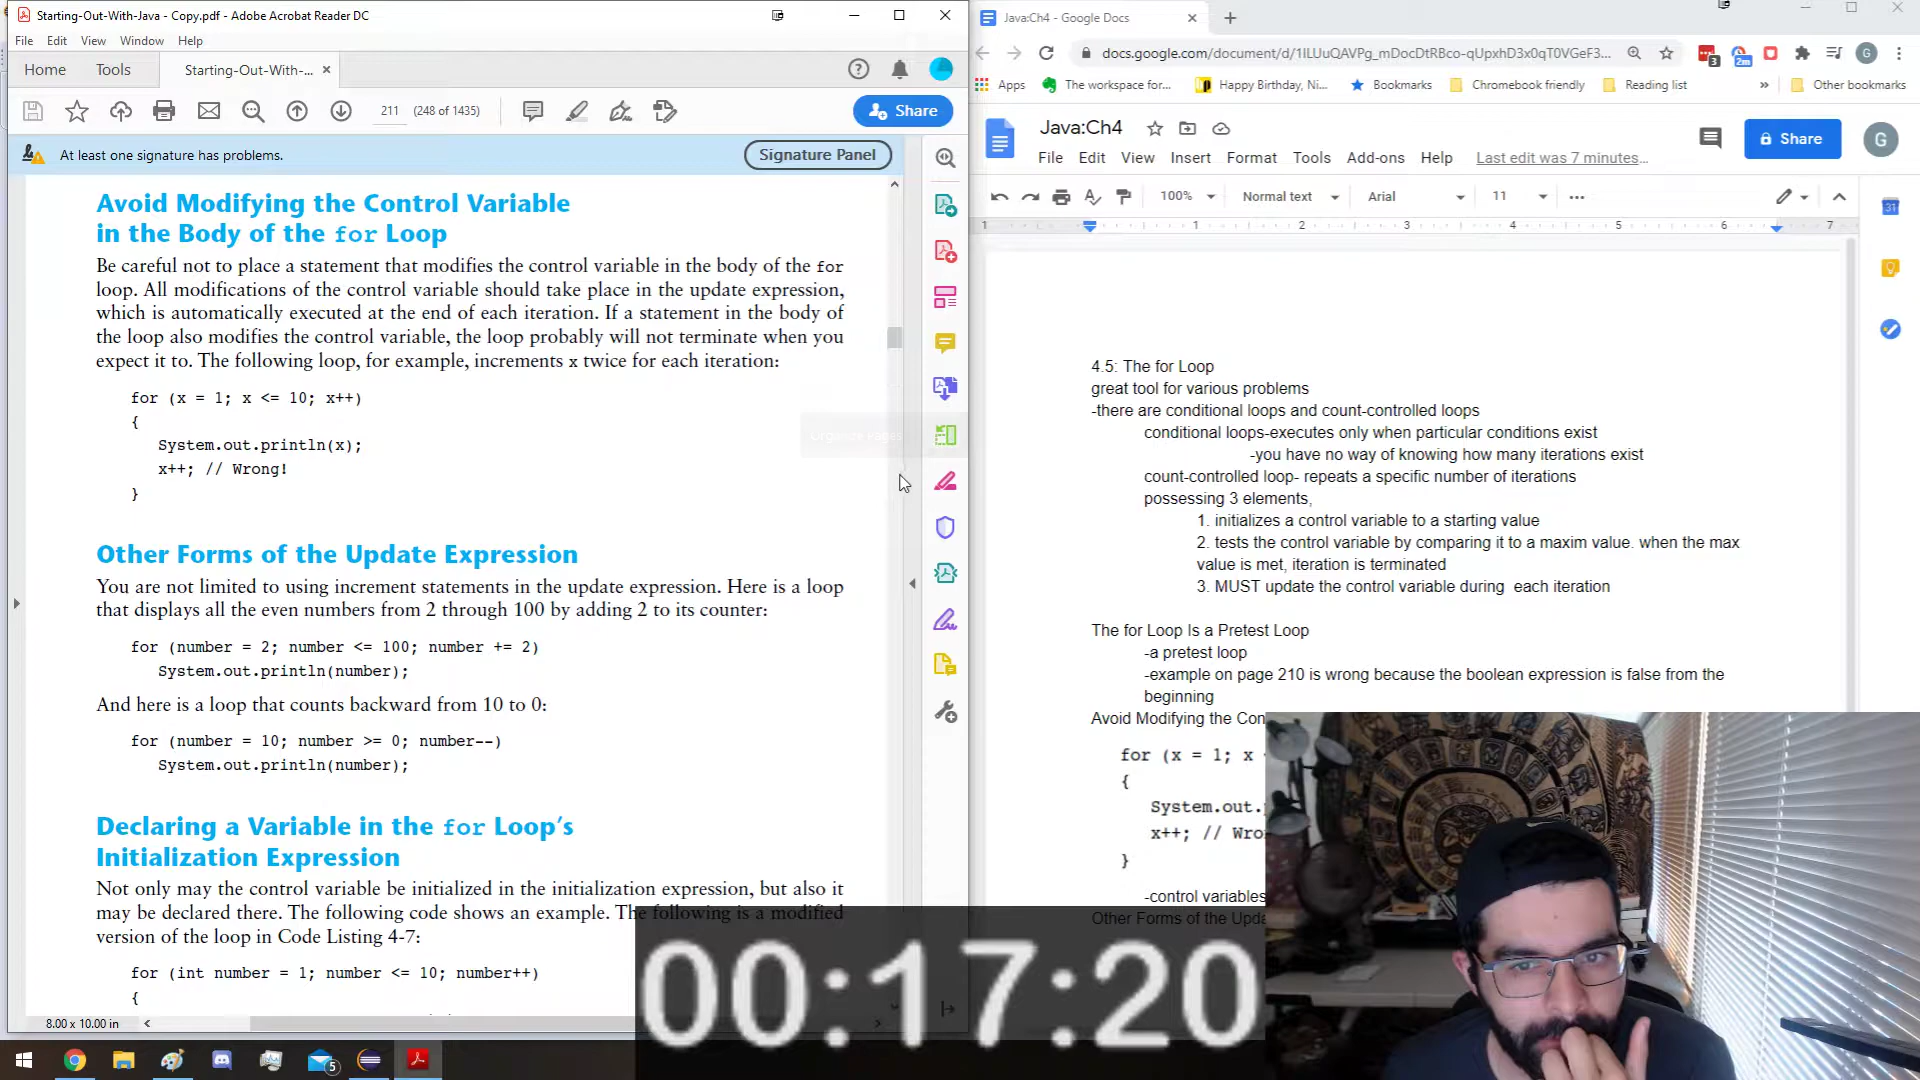 Starting-Out-With-Java - Copy.pdf - Adobe Acrobat Reader DC
File Edit View Window Help
Home Tools Starting-Out-With-...
211 (248 of 1435)
Share
At least one signature has problems.
Signature Panel
Avoid Modifying the Control Variable
in the Body of the for Loop
Be careful not to place a statement that modifies the control variable in the body of the for
loop. All modifications of the control variable should take place in the update expression,
which is automatically executed at the end of each iteration. If a statement in the body of
the loop also modifies the control variable, the loop probably will not terminate when you
expect it to. The following loop, for example, increments x twice for each iteration:
for (x = 1; x <= 10; x++)
{
System.out.println(x);
x++; // Wrong!
}
Organize Pages
Other Forms of the Update Expression
You are not limited to using increment statements in the update expression. Here is a loop
that displays all the even numbers from 2 through 100 by adding 2 to its counter:
for (number = 2; number <= 100; number += 2)
System.out.println(number);
And here is a loop that counts backward from 10 to 0:
for (number = 10; number >= 0; number--)
System.out.println(number);
Declaring a Variable in the for Loop's
Initialization Expression
Not only may the control variable be initialized in the initialization expression, but also it
may be declared there. The following code shows an example. The following is a modified
version of the loop in Code Listing 4-7:
for (int number = 1; number <= 10; number++)
{
8.00 x 10.00 in
5
Java:Ch4 - Google Docs
docs.google.com/document/d/1ILUuQAVPg_mDocDtRBco-qUpxhD3x0qT0VGeF3...
3
2m
G
Apps The workspace for... Happy Birthday, Ni... Bookmarks Chromebook friendly Reading list » Other bookmarks
Java:Ch4
Share
G
File Edit View Insert Format Tools Add-ons Help Last edit was 7 minutes...
100% Normal text Arial 11
1 1 2 3 4 5 6 7
31
4.5: The for Loop
great tool for various problems
-there are conditional loops and count-controlled loops
conditional loops-executes only when particular conditions exist
-you have no way of knowing how many iterations exist
count-controlled loop- repeats a specific number of iterations
possessing 3 elements,
1. initializes a control variable to a starting value
2. tests the control variable by comparing it to a maxim value. when the max
value is met, iteration is terminated
3. MUST update the control variable during each iteration
The for Loop Is a Pretest Loop
-a pretest loop
-example on page 210 is wrong because the boolean expression is false from the
beginning
Avoid Modifying the Con
for (x = 1; x
{
System.out.
x++; // Wro
}
-control variables
Other Forms of the Upda
00:17:20